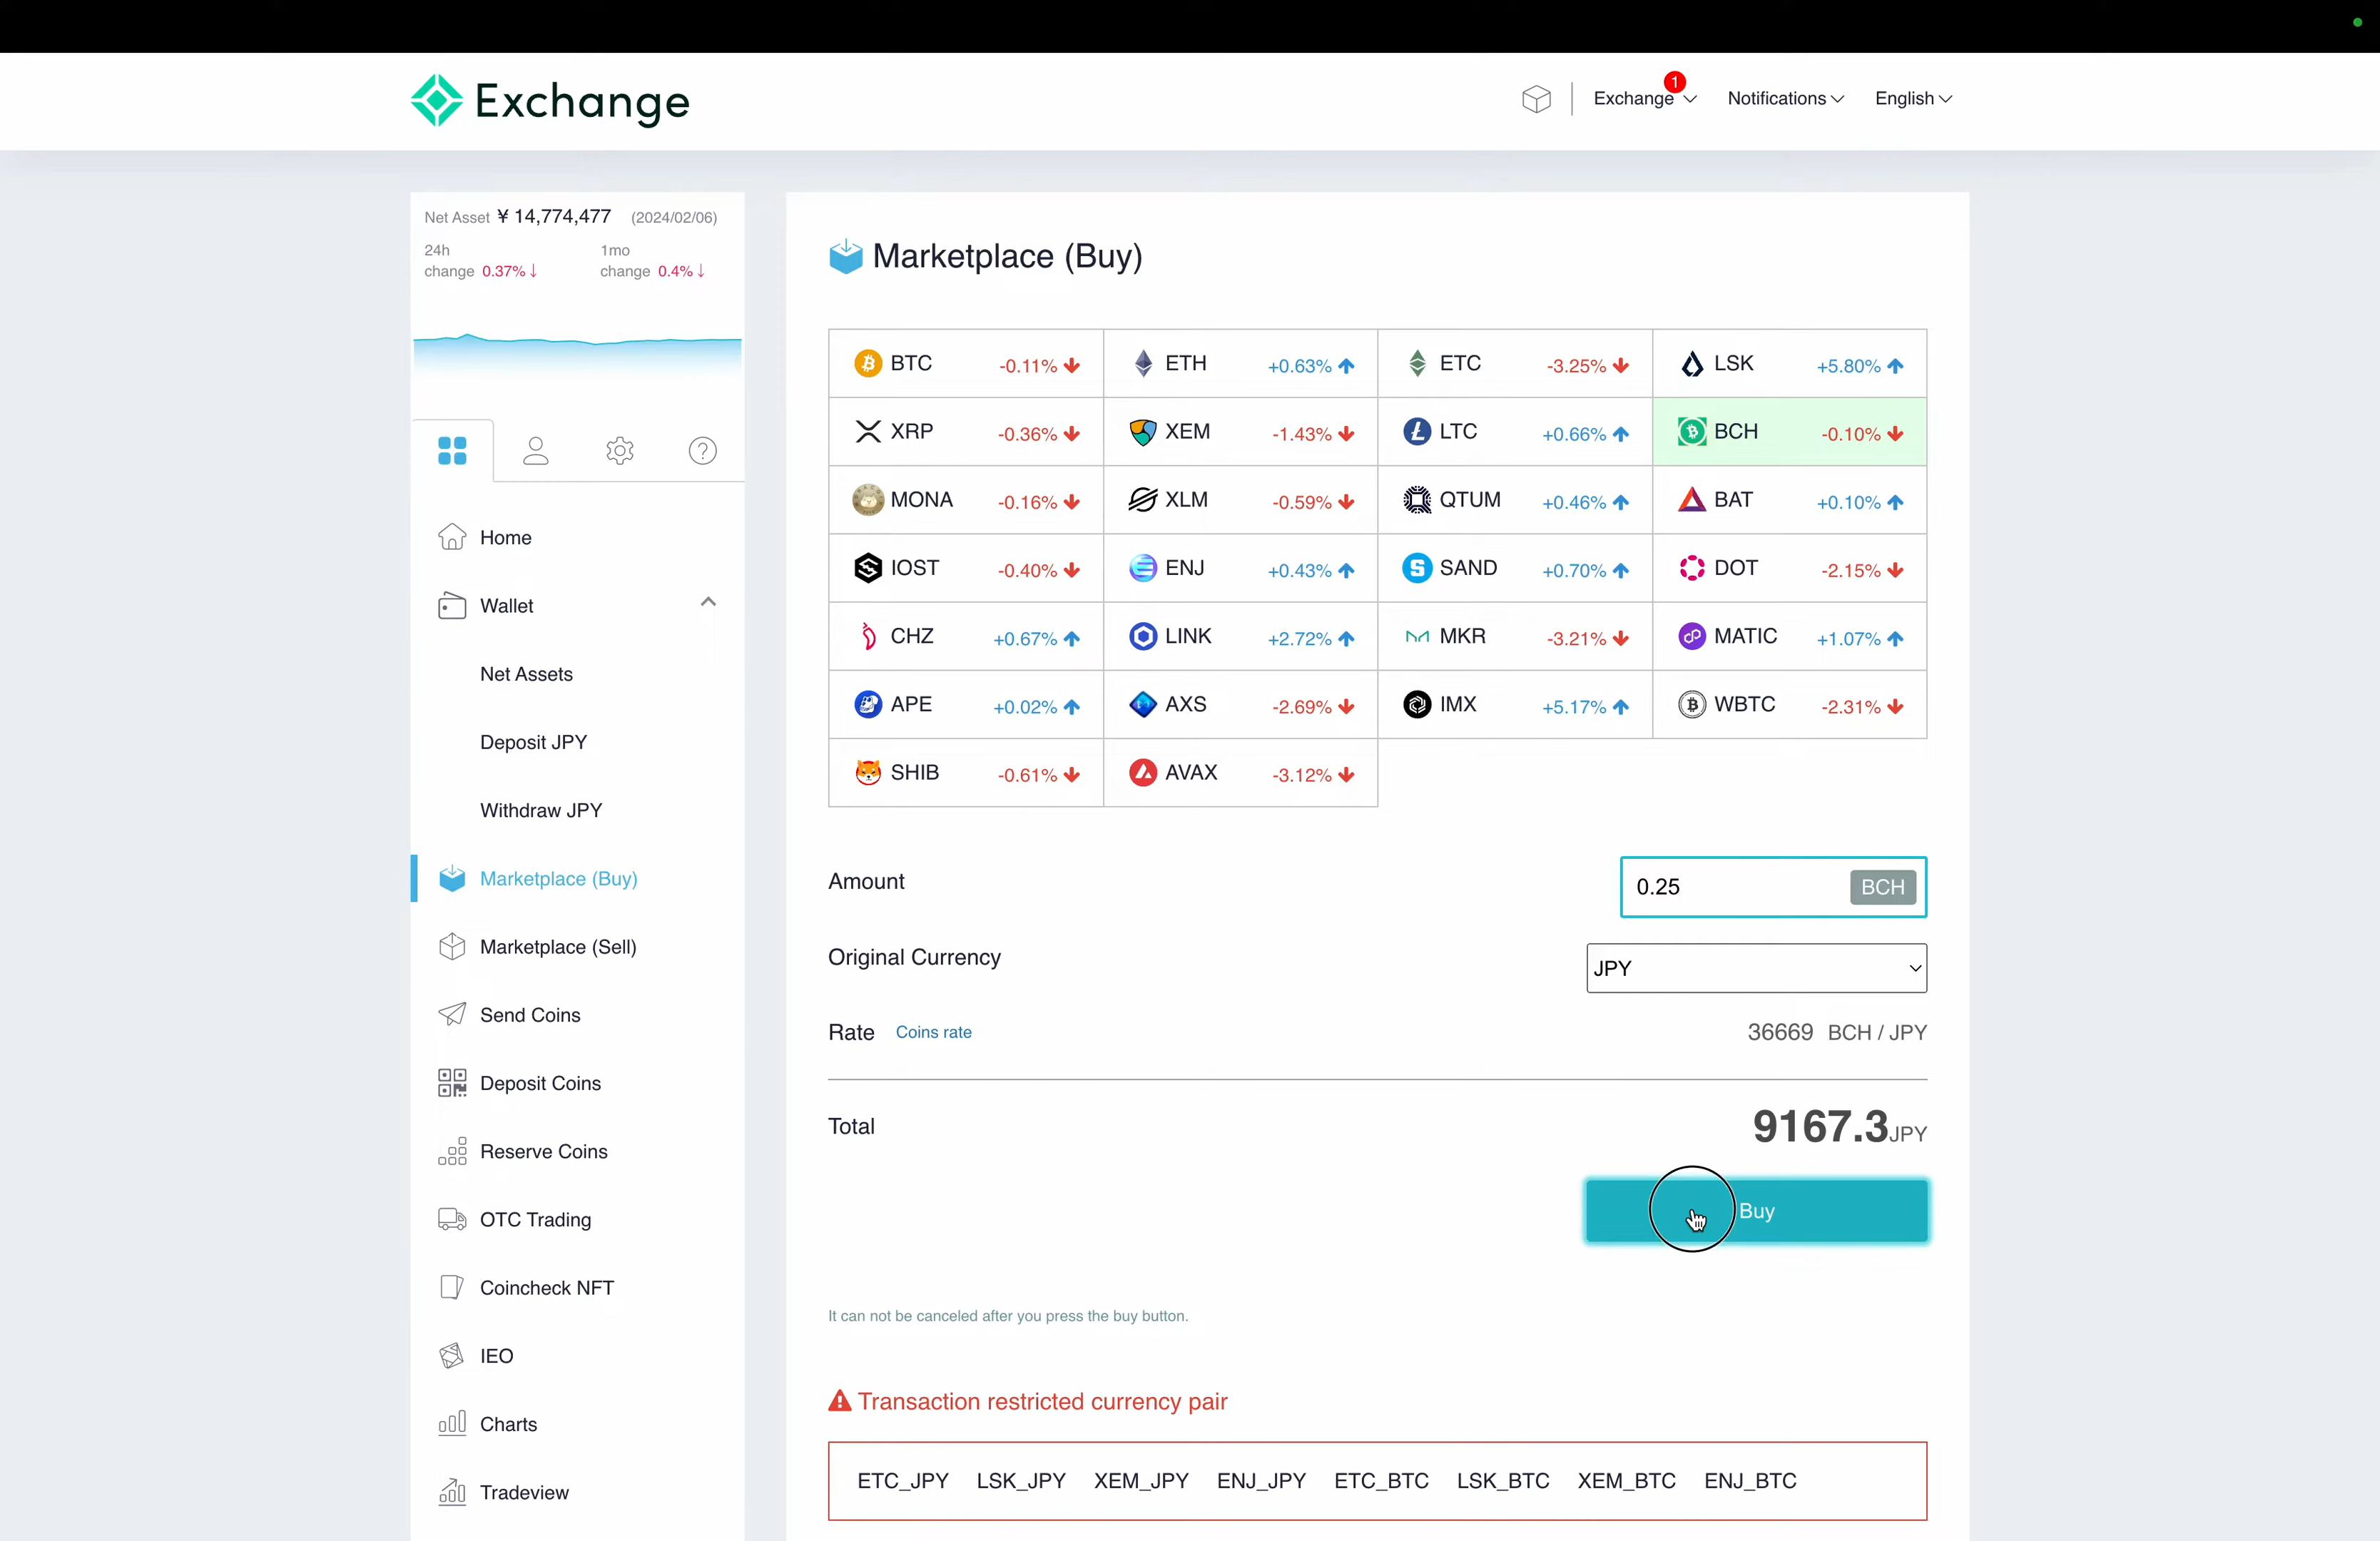 Exchange
Exchange 1
Notifications
English
Net Asset ¥ 14,774,477 (2024/02/06)
24h change 0.37% ↓
1mo change 0.4% ↓
Home
Wallet
Net Assets
Deposit JPY
Withdraw JPY
Marketplace (Buy)
Marketplace (Sell)
Send Coins
Deposit Coins
Reserve Coins
OTC Trading
Coincheck NFT
IEO
Charts
Tradeview
Marketplace (Buy)
BTC -0.11% ETH +0.63% ETC -3.25% LSK +5.80%
XRP -0.36% XEM -1.43% LTC +0.66% BCH -0.10%
MONA -0.16% XLM -0.59% QTUM +0.46% BAT +0.10%
IOST -0.40% ENJ +0.43% SAND +0.70% DOT -2.15%
CHZ +0.67% LINK +2.72% MKR -3.21% MATIC +1.07%
APE +0.02% AXS -2.69% IMX +5.17% WBTC -2.31%
SHIB -0.61% AVAX -3.12%
Amount 0.25 BCH
Original Currency JPY
Rate Coins rate 36669 BCH / JPY
Total 9167.3 JPY
Buy
It can not be canceled after you press the buy button.
Transaction restricted currency pair
ETC_JPY LSK_JPY XEM_JPY ENJ_JPY ETC_BTC LSK_BTC XEM_BTC ENJ_BTC